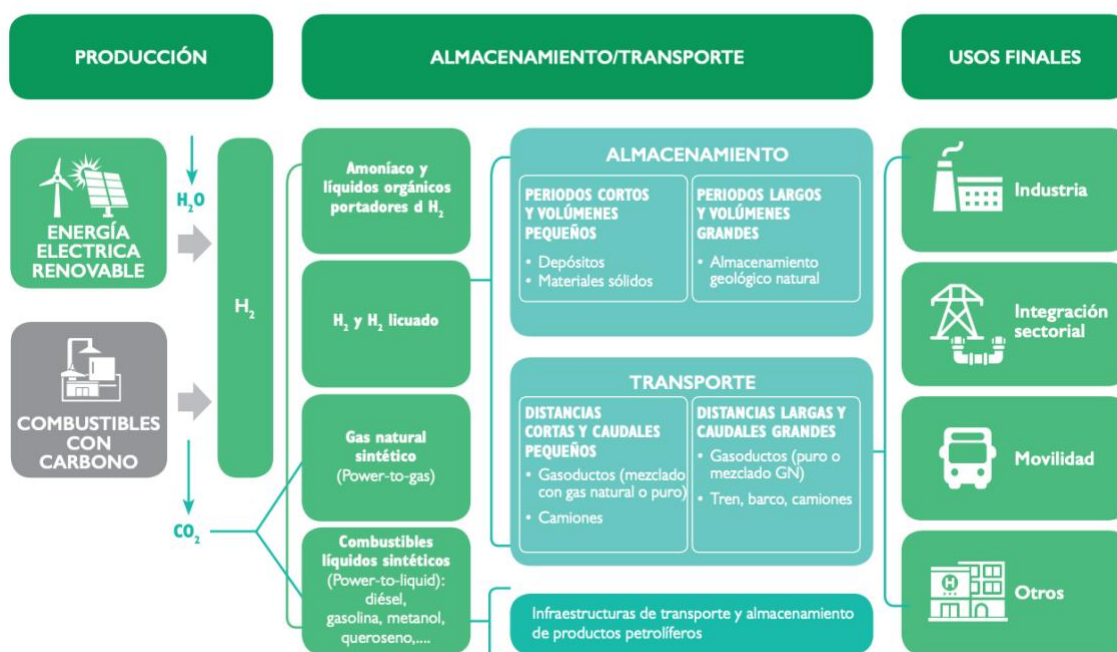 PRODUCCIÓN
ALMACENAMIENTO/TRANSPORTE
USOS FINALES
H₂O
ENERGÍA
ELECTRICA
RENOVABLE
COMBUSTIBLES
CON
CARBONO
CO₂
H₂
Amoníaco y
líquidos orgánicos
portadores d H₂
H₂ y H₂ licuado
Gas natural
sintético
(Power-to-gas)
Combustibles
líquidos sintéticos
(Power-to-liquid):
diésel,
gasolina, metanol,
queroseno,....
ALMACENAMIENTO
PERIODOS CORTOS
Y VOLÚMENES
PEQUEÑOS
• Depósitos
• Materiales sólidos
PERIODOS LARGOS
Y VOLÚMENES
GRANDES
• Almacenamiento
geológico natural
TRANSPORTE
DISTANCIAS
CORTAS Y CAUDALES
PEQUEÑOS
• Gasoductos (mezclado
con gas natural o puro)
• Camiones
DISTANCIAS LARGAS Y
CAUDALES GRANDES
• Gasoductos (puro o
mezclado GN)
• Tren, barco, camiones
Infraestructuras de transporte y almacenamiento
de productos petrolíferos
Industria
Integración
sectorial
Movilidad
H
Otros